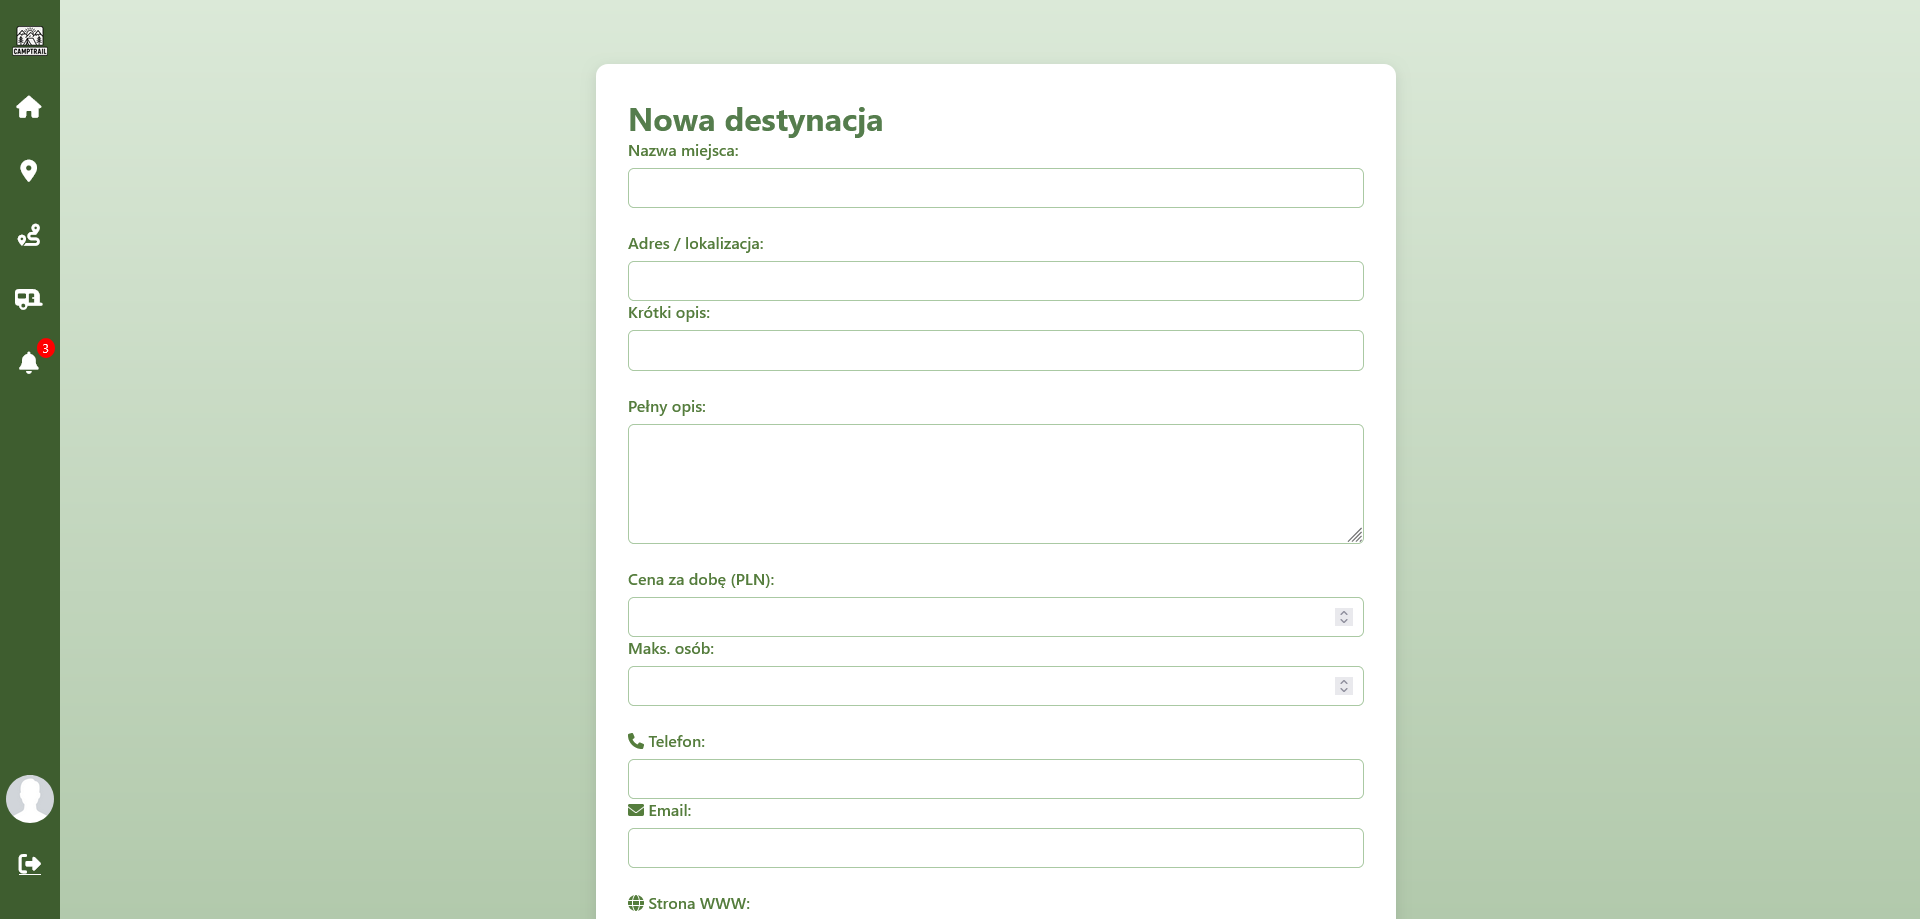 CAMPTRAIL
3
Nowa destynacja
Nazwa miejsca:
Adres / lokalizacja:
Krótki opis:
Pełny opis:
Cena za dobę (PLN):
Maks. osób:
Telefon:
Email:
Strona WWW: